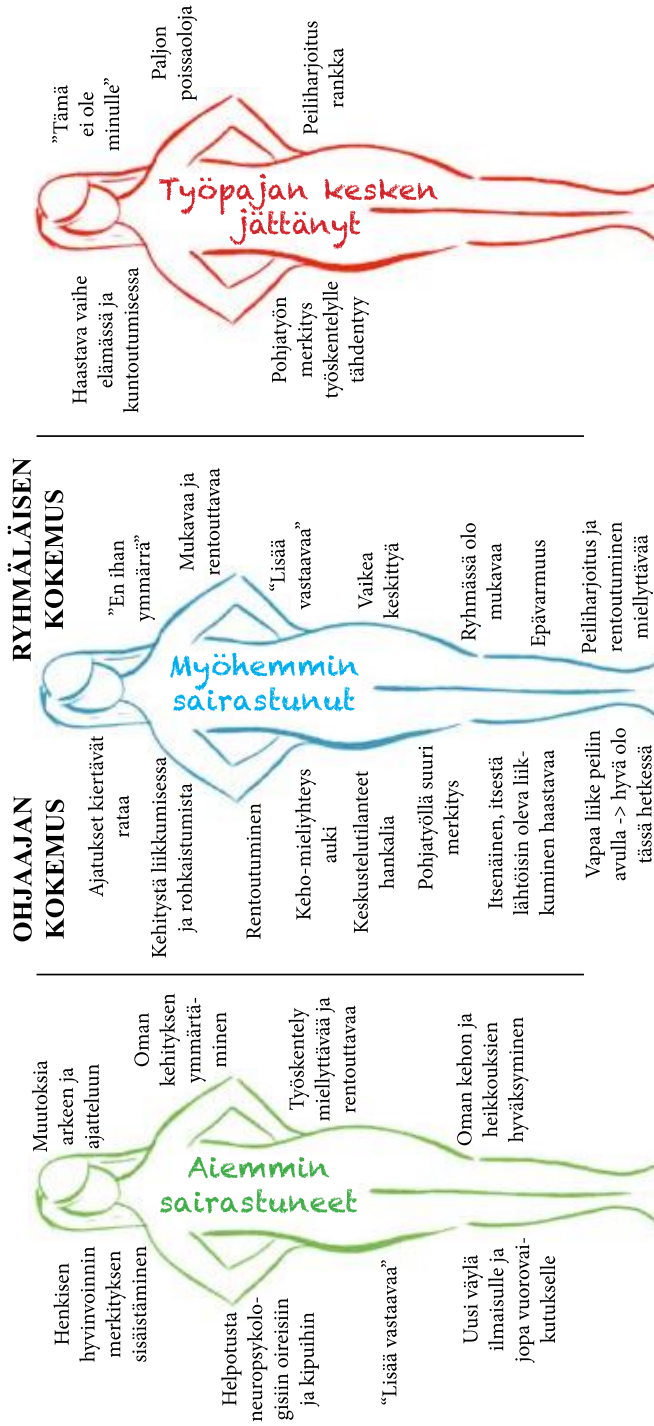 OHJAAJAN
KOKEMUS
RYHMÄLÄISEN
KOKEMUS
Aiemmin
sairastuneet
Henkisen
hyvinvoinnin
merkityksen
sisäistäminen
Helpotusta
neuropsykolo-
gisiin oireisiin
ja kipuihin
“Lisää vastaavaa”
Uusi väylä
ilmaisulle ja
jopa vuorovai-
kutukselle
Muutoksia
arkeen ja
ajatteluun
Oman
kehityksen
ymmärtä-
minen
Työskentely
miellyttävää ja
rentouttavaa
Oman kehon ja
heikkouksien
hyväksyminen
Myöhemmin
sairastunut
Ajatukset kiertävät
rataa
Kehitystä liikkumisessa
ja rohkaistumista
Rentoutuminen
Keho-mieliyhteys
auki
Keskustelutilanteet
hankalia
Pohjatyöllä suuri
merkitys
Itsenäinen, itsestä
lähtöisin oleva liik-
kuminen haastavaa
Vapaa liike peilin
avulla -> hyvä olo
tässä hetkessä
”En ihan
ymmärrä”
Mukavaa ja
rentouttavaa
“Lisää
vastaavaa”
Vaikea
keskittyä
Ryhmässä olo
mukavaa
Epävarmuus
Peiliharjoitus ja
rentoutuminen
miellyttävää
Työpajan kesken
jättänyt
Haastava vaihe
elämässä ja
kuntoutumisessa
Pohjatyön
merkitys
työskentelylle
tähdentyy
”Tämä
ei ole
minulle”
Paljon
poissaoloja
Peiliharjoitus
rankka